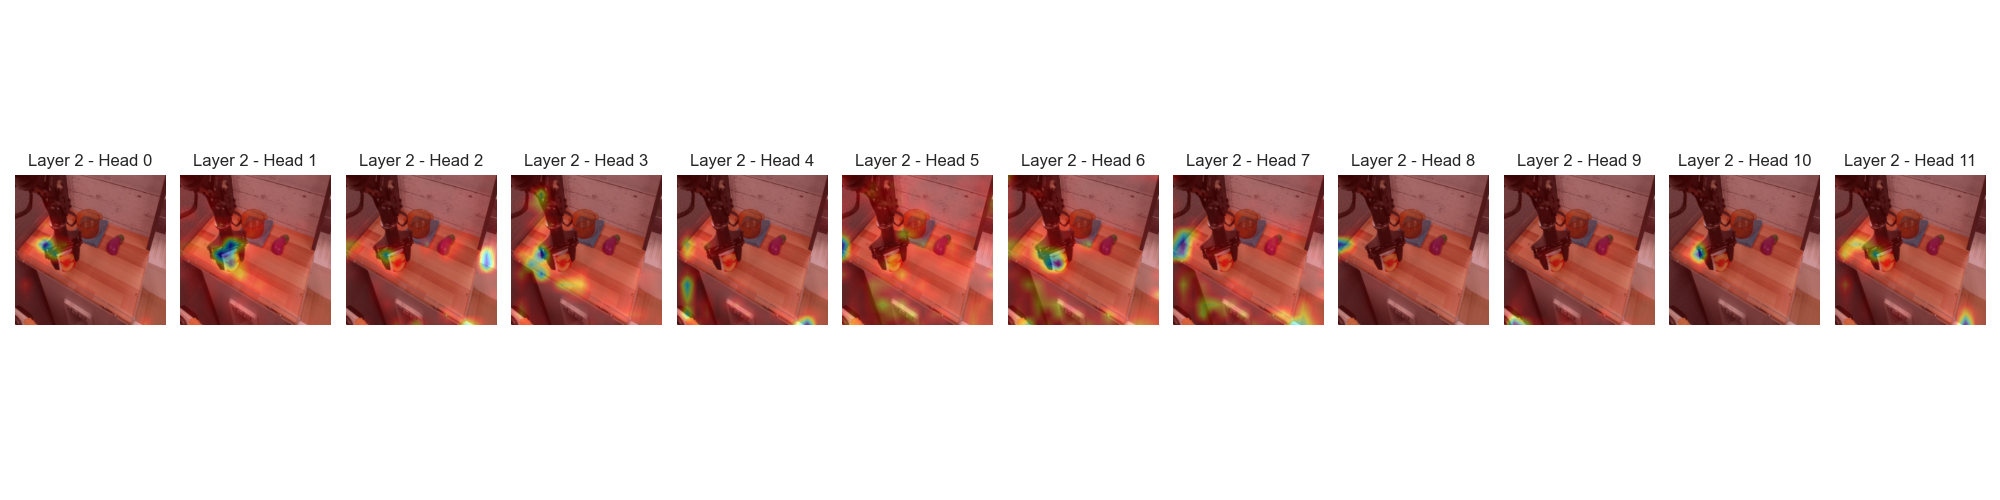 Layer 2 - Head 0
Layer 2 - Head 1
Layer 2 - Head 2
Layer 2 - Head 3
Layer 2 - Head 4
Layer 2 - Head 5
Layer 2 - Head 6
Layer 2 - Head 7
Layer 2 - Head 8
Layer 2 - Head 9
Layer 2 - Head 10
Layer 2 - Head 11